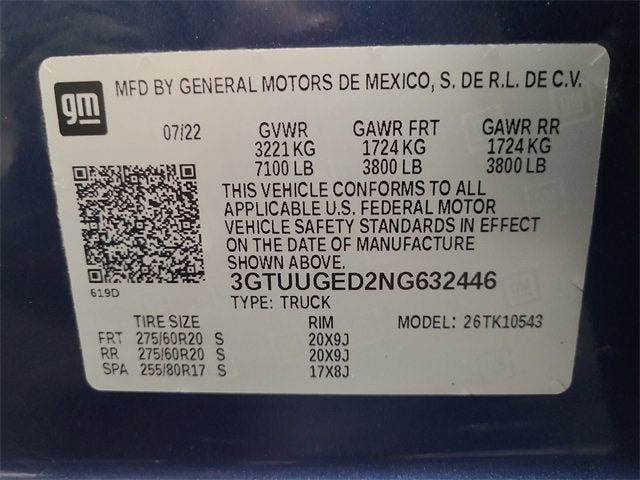 gm
MFD BY GENERAL MOTORS DE MEXICO, S. DE R.L. DE C.V.
07/22 GVWR GAWR FRT GAWR RR
3221 KG 1724 KG 1724 KG
7100 LB 3800 LB 3800 LB
THIS VEHICLE CONFORMS TO ALL
APPLICABLE U.S. FEDERAL MOTOR
VEHICLE SAFETY STANDARDS IN EFFECT
ON THE DATE OF MANUFACTURE
SHOWN ABOVE.
619D
3GTUUGED2NG632446
TYPE: TRUCK
TIRE SIZE RIM MODEL: 26TK10543
FRT 275/60R20 S 20X9J
RR 275/60R20 S 20X9J
SPA 255/80R17 S 17X8J